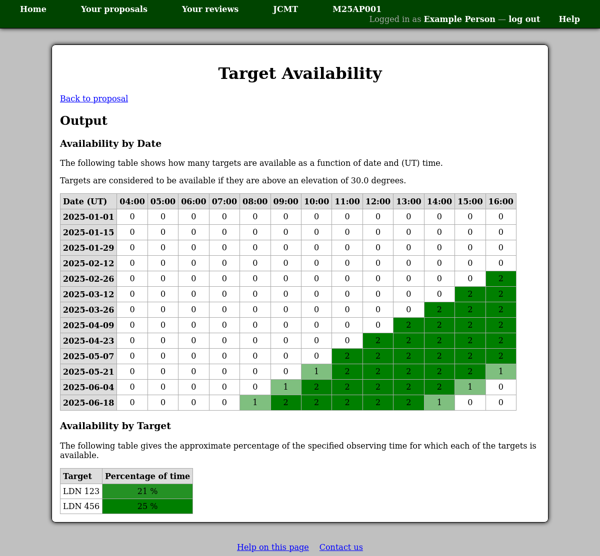 Home Your proposals Your reviews JCMT M25AP001
Logged in as Example Person — log out Help
Target Availability
Back to proposal
Output
Availability by Date
The following table shows how many targets are available as a function of date and (UT) time.
Targets are considered to be available if they are above an elevation of 30.0 degrees.
Date (UT) 04:00 05:00 06:00 07:00 08:00 09:00 10:00 11:00 12:00 13:00 14:00 15:00 16:00
2025-01-01 0 0 0 0 0 0 0 0 0 0 0 0 0
2025-01-15 0 0 0 0 0 0 0 0 0 0 0 0 0
2025-01-29 0 0 0 0 0 0 0 0 0 0 0 0 0
2025-02-12 0 0 0 0 0 0 0 0 0 0 0 0 0
2025-02-26 0 0 0 0 0 0 0 0 0 0 0 0 2
2025-03-12 0 0 0 0 0 0 0 0 0 0 0 2 2
2025-03-26 0 0 0 0 0 0 0 0 0 0 2 2 2
2025-04-09 0 0 0 0 0 0 0 0 0 2 2 2 2
2025-04-23 0 0 0 0 0 0 0 0 2 2 2 2 2
2025-05-07 0 0 0 0 0 0 0 2 2 2 2 2 2
2025-05-21 0 0 0 0 0 0 1 2 2 2 2 2 1
2025-06-04 0 0 0 0 0 1 2 2 2 2 2 1 0
2025-06-18 0 0 0 0 1 2 2 2 2 2 1 0 0
Availability by Target
The following table gives the approximate percentage of the specified observing time for which each of the targets is
available.
Target Percentage of time
LDN 123 21 %
LDN 456 25 %
Help on this page Contact us